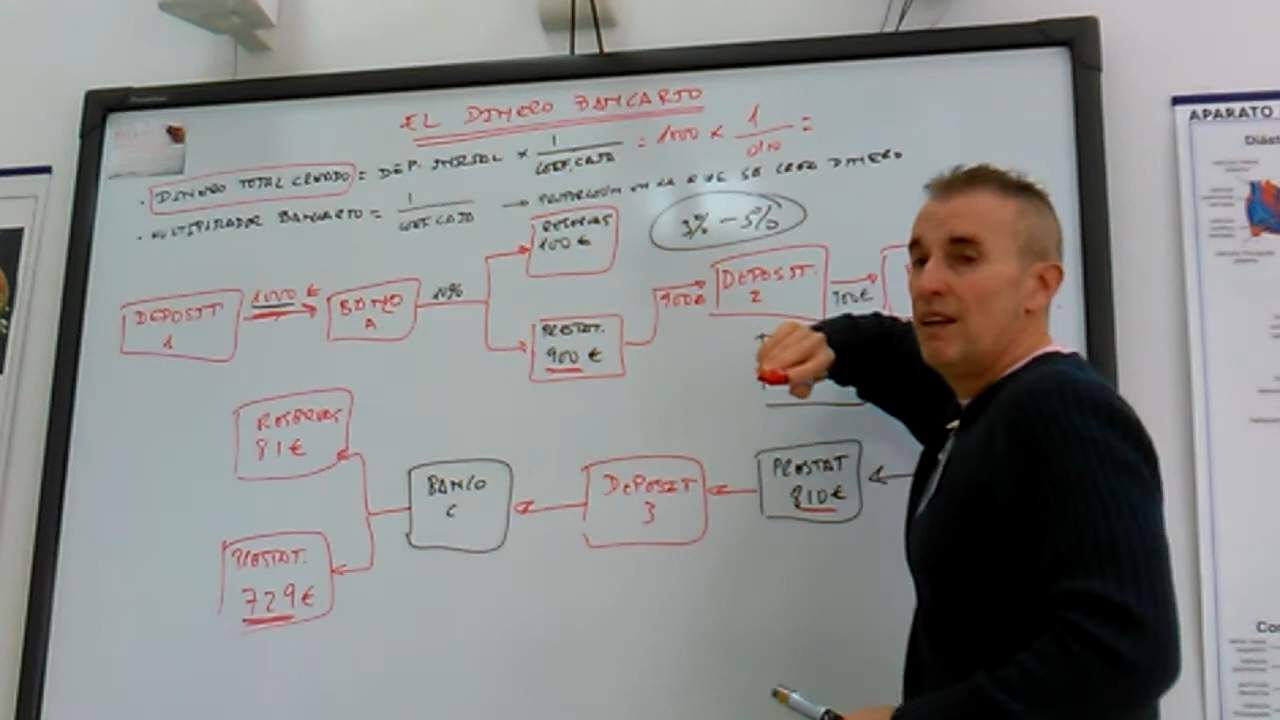 EL DINERO BANCARIO
· DINERO TOTAL CREADO = DEP. INICIAL × 1 / COEF. CAJA = 1000 × 1 / 0'10 =
· MULTIPLICADOR BANCARIO = 1 / COEF. CAJA → PROPORCIÓN EN LA QUE SE CREA DINERO
3% - 5%
RESERVAS
100 €
DEPOSIT.
1
1000 €
BANCO
A
10%
PRESTAT.
900 €
900€
DEPOSIT.
2
900€
RESERVAS
81€
BANCO
C
DEPOSIT
3
PRESTAT
810€
PRESTAT.
729€
APARATO